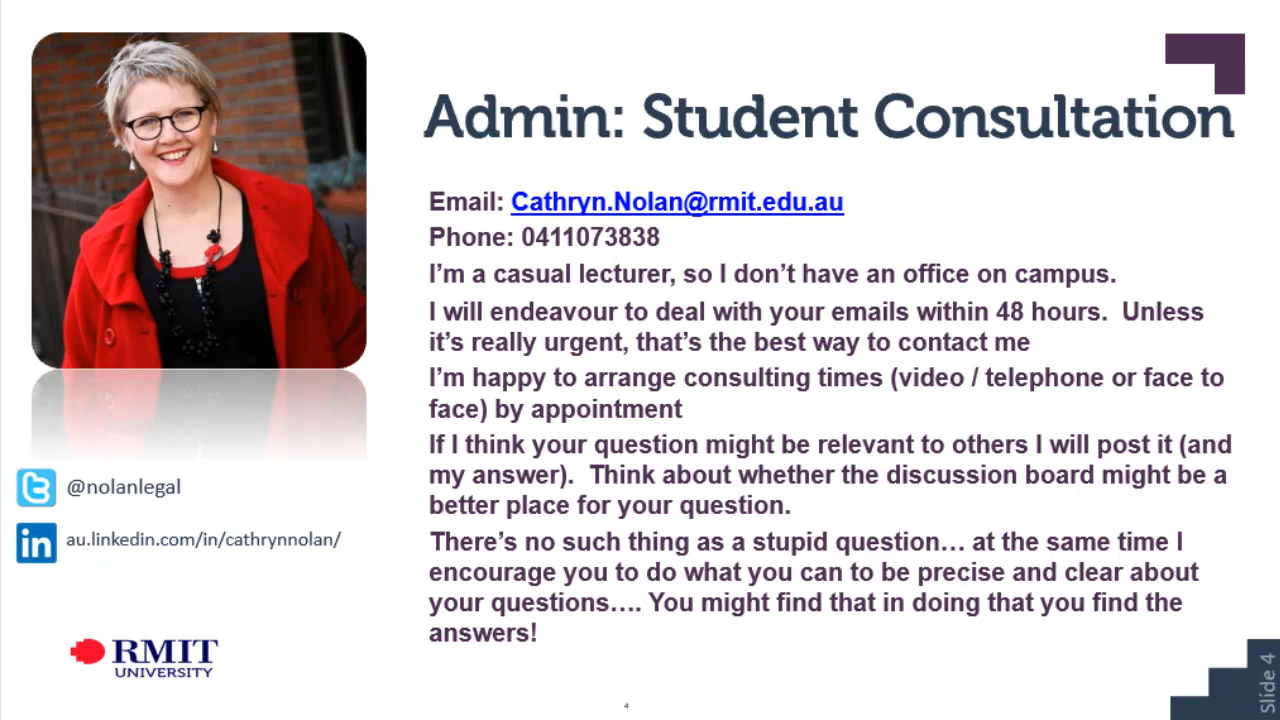 Admin: Student Consultation
Email: Cathryn.Nolan@rmit.edu.au
Phone: 0411073838
I'm a casual lecturer, so I don't have an office on campus.
I will endeavour to deal with your emails within 48 hours.  Unless
it's really urgent, that's the best way to contact me
I'm happy to arrange consulting times (video / telephone or face to
face) by appointment
If I think your question might be relevant to others I will post it (and
my answer).  Think about whether the discussion board might be a
better place for your question.
There's no such thing as a stupid question… at the same time I
encourage you to do what you can to be precise and clear about
your questions…. You might find that in doing that you find the
answers!
@nolanlegal
in
au.linkedin.com/in/cathrynnolan/
RMIT
UNIVERSITY
4
Slide 4